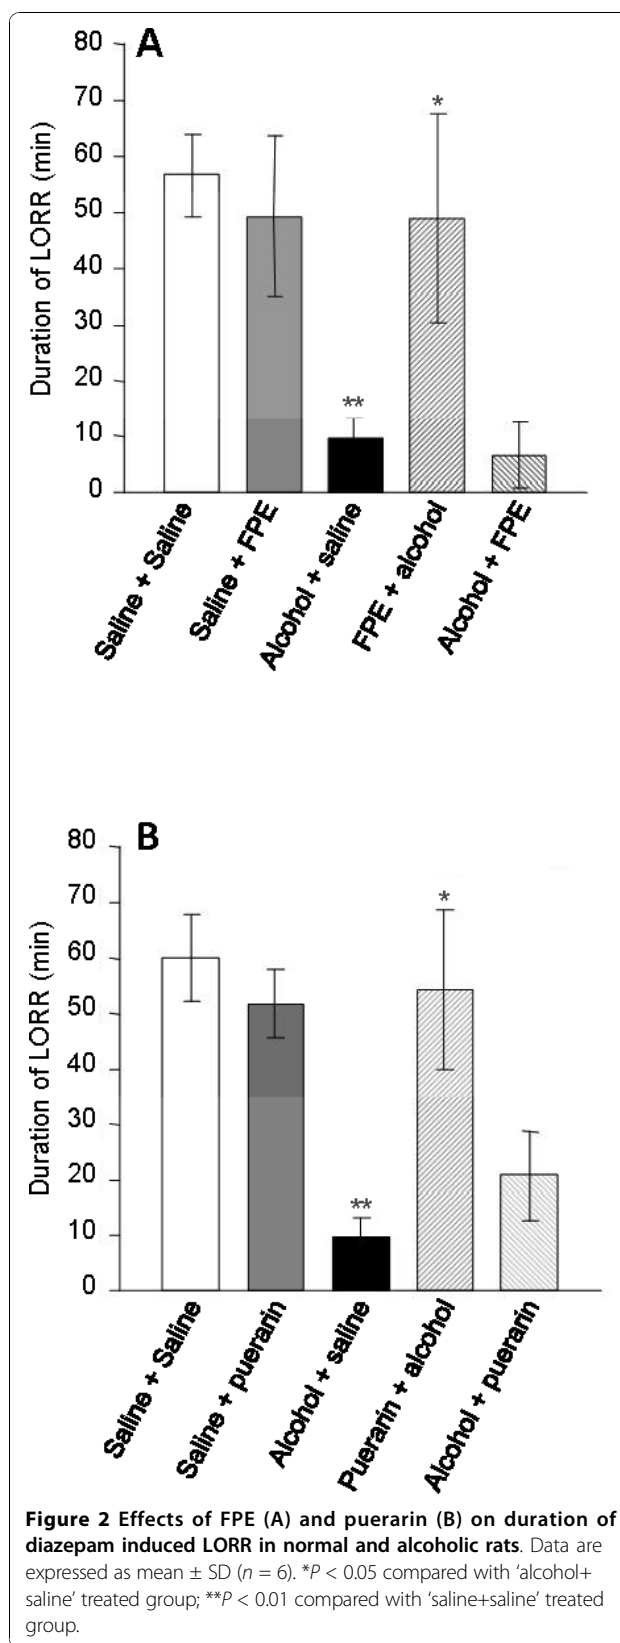 A
80
70
60
50
40
30
20
10
0
Duration of LORR (min)
*
**
Saline + Saline
Saline + FPE
Alcohol + saline
FPE + alcohol
Alcohol + FPE
B
80
70
60
50
40
30
20
10
0
Duration of LORR (min)
*
**
Saline + Saline
Saline + puerarin
Alcohol + saline
Puerarin + alcohol
Alcohol + puerarin
Figure 2 Effects of FPE (A) and puerarin (B) on duration of
diazepam induced LORR in normal and alcoholic rats. Data are
expressed as mean ± SD (n = 6). *P < 0.05 compared with ‘alcohol+
saline’ treated group; **P < 0.01 compared with ‘saline+saline’ treated
group.